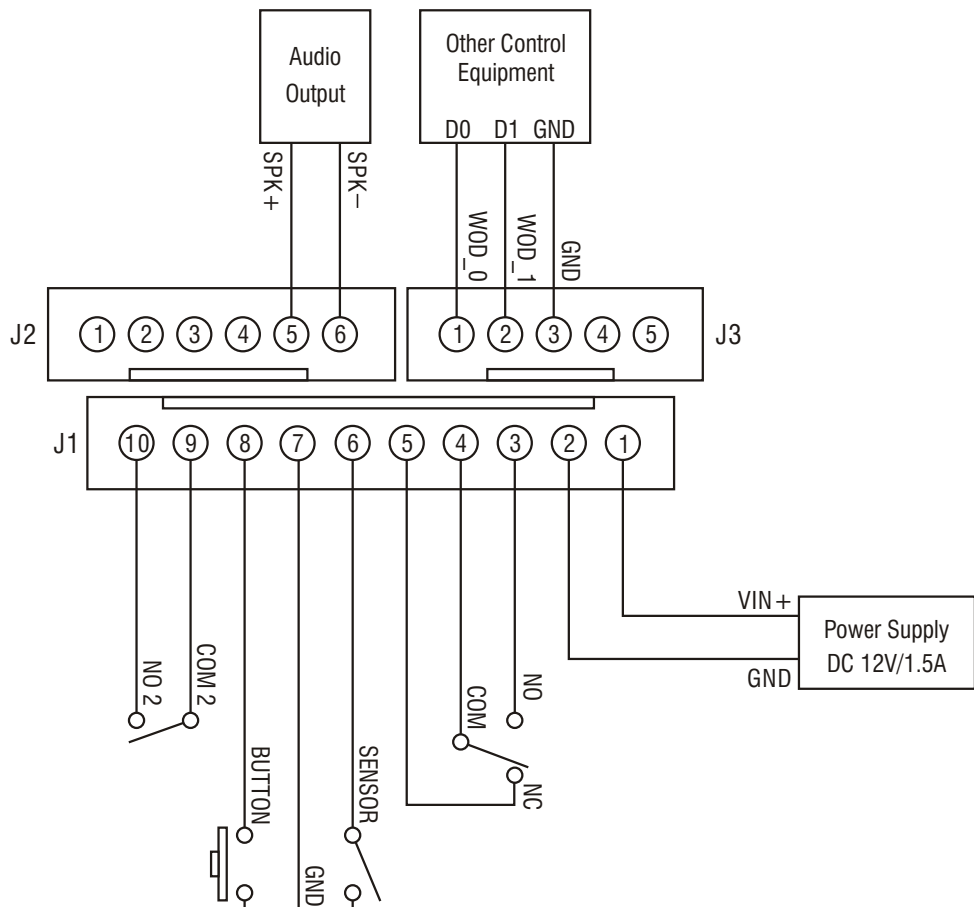 Audio
Output
Other Control
Equipment
D0 D1 GND
SPK+
SPK−
WOD_0
WOD_1
GND
J2
1 2 3 4 5 6
1 2 3 4 5
J3
J1
10 9 8 7 6 5 4 3 2 1
VIN+
GND
Power Supply
DC 12V/1.5A
NO 2
COM 2
BUTTON
GND
SENSOR
COM
NO
NC